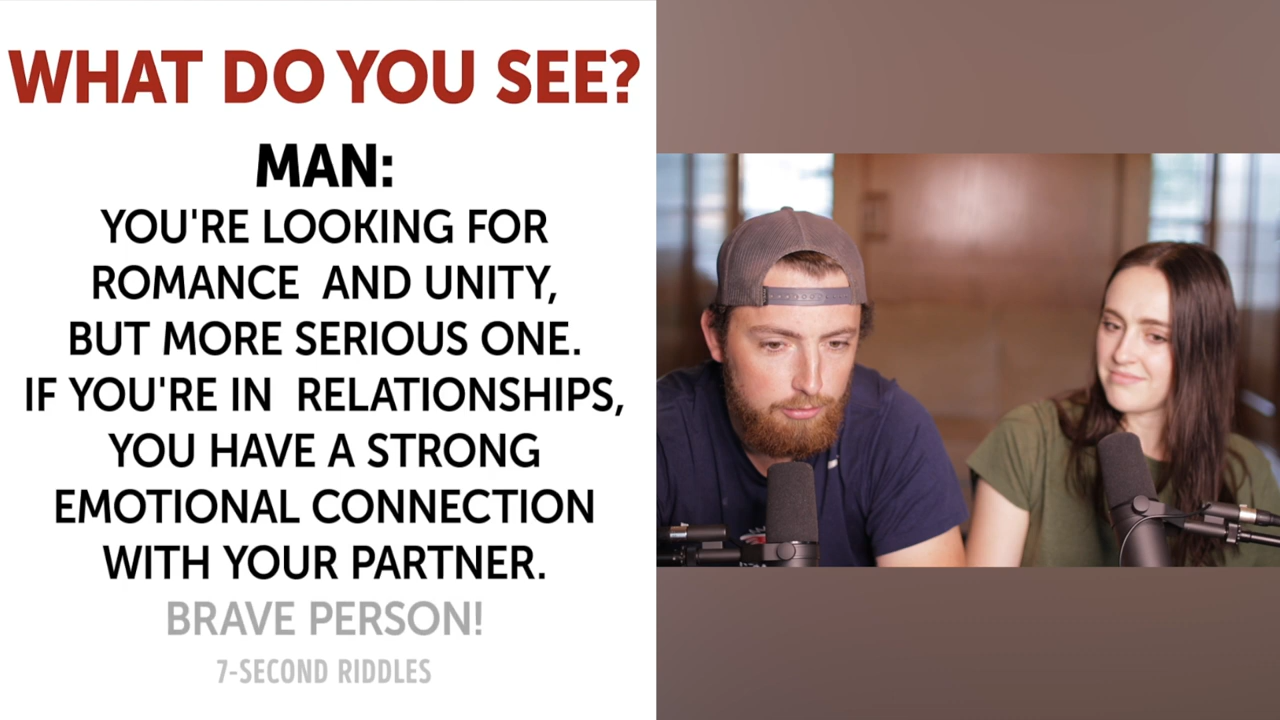 WHAT DO YOU SEE?
MAN:
YOU'RE LOOKING FOR
ROMANCE AND UNITY,
BUT MORE SERIOUS ONE.
IF YOU'RE IN RELATIONSHIPS,
YOU HAVE A STRONG
EMOTIONAL CONNECTION
WITH YOUR PARTNER.
BRAVE PERSON!
7-SECOND RIDDLES